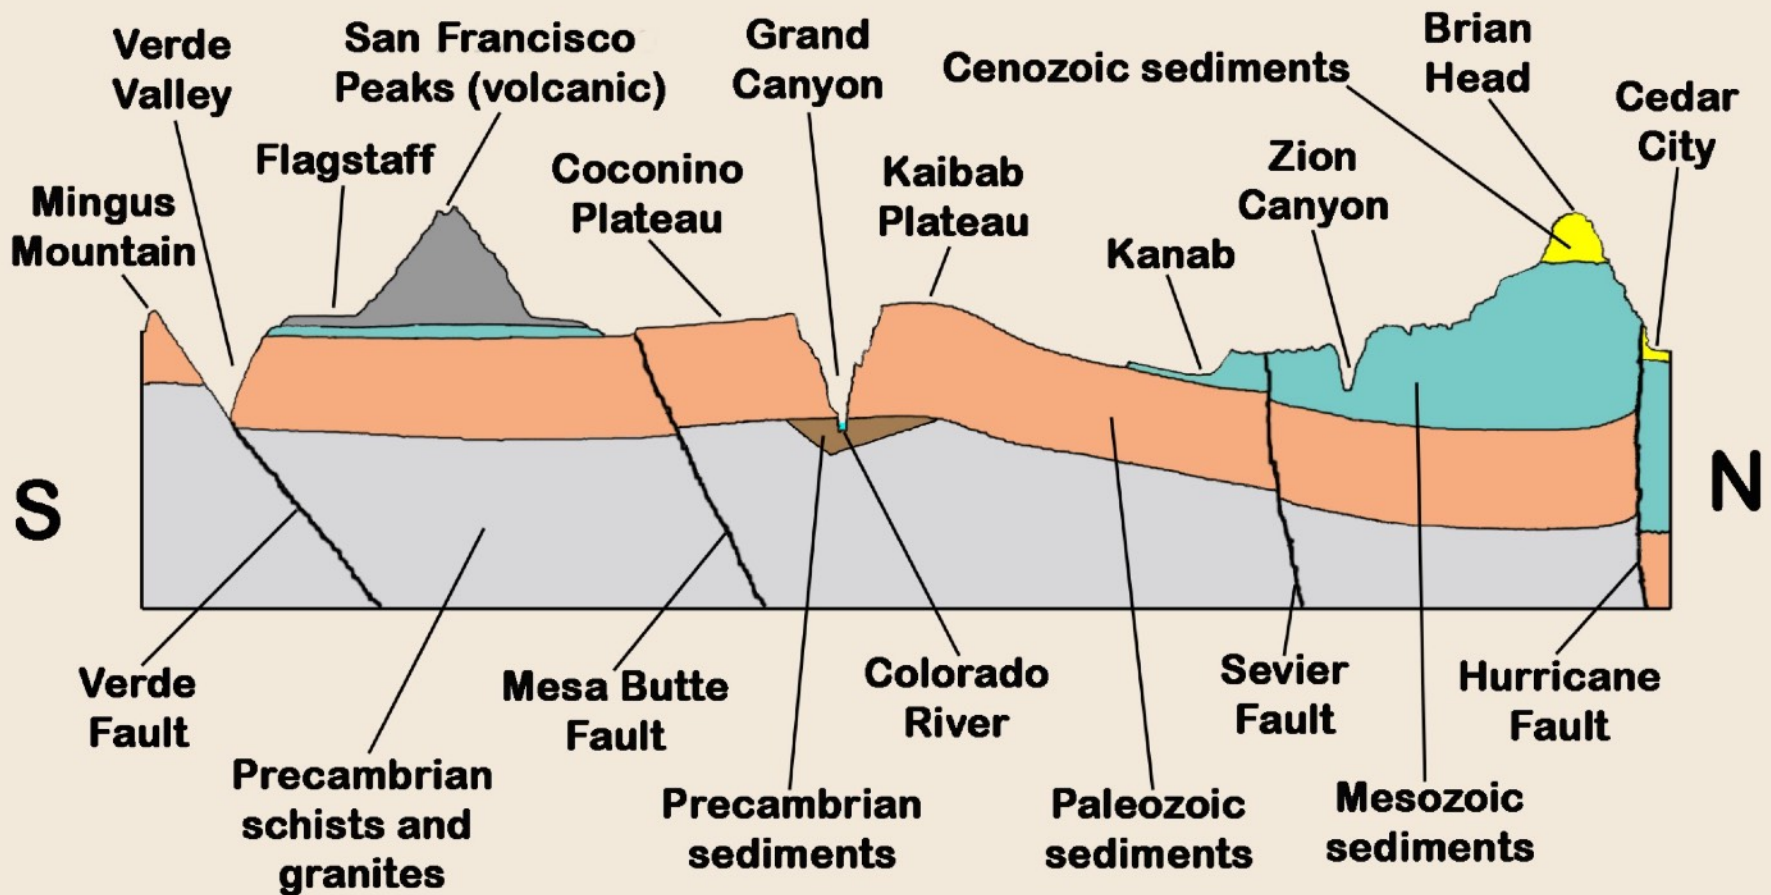 Verde
Valley
San Francisco
Peaks (volcanic)
Grand
Canyon
Cenozoic sediments
Brian
Head
Cedar
City
Flagstaff
Mingus
Mountain
Coconino
Plateau
Kaibab
Plateau
Kanab
Zion
Canyon
S
N
Verde
Fault
Precambrian
schists and
granites
Mesa Butte
Fault
Precambrian
sediments
Colorado
River
Paleozoic
sediments
Sevier
Fault
Mesozoic
sediments
Hurricane
Fault